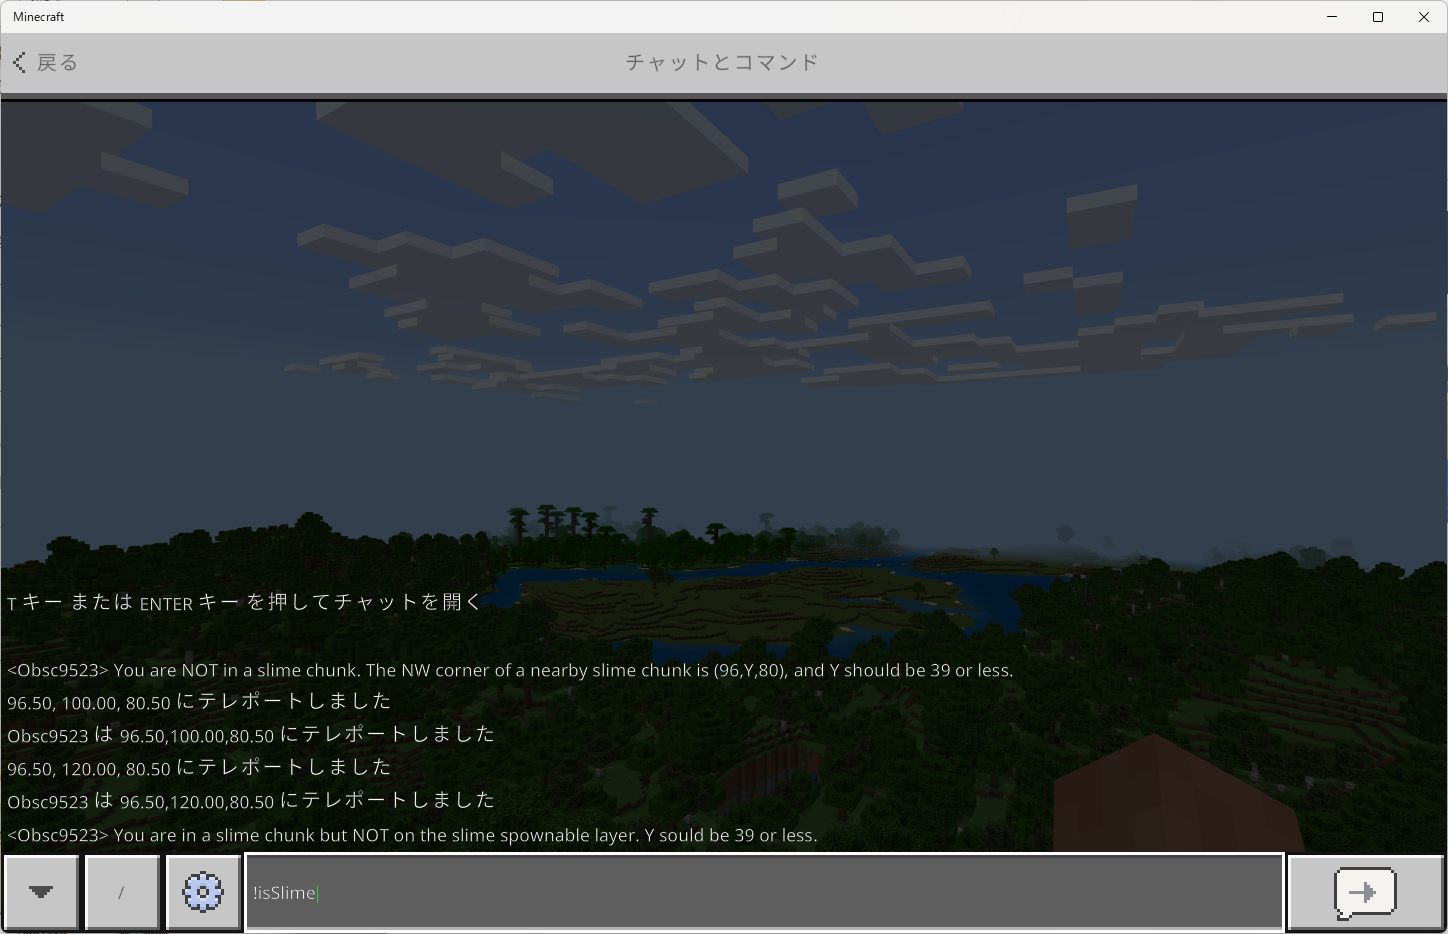 Minecraft
戻る
チャットとコマンド
T キー または ENTER キー を押してチャットを開く
<Obsc9523> You are NOT in a slime chunk. The NW corner of a nearby slime chunk is (96,Y,80), and Y should be 39 or less.
96.50, 100.00, 80.50 にテレポートしました
Obsc9523 は 96.50,100.00,80.50 にテレポートしました
96.50, 120.00, 80.50 にテレポートしました
Obsc9523 は 96.50,120.00,80.50 にテレポートしました
<Obsc9523> You are in a slime chunk but NOT on the slime spownable layer. Y sould be 39 or less.
/
!isSlime